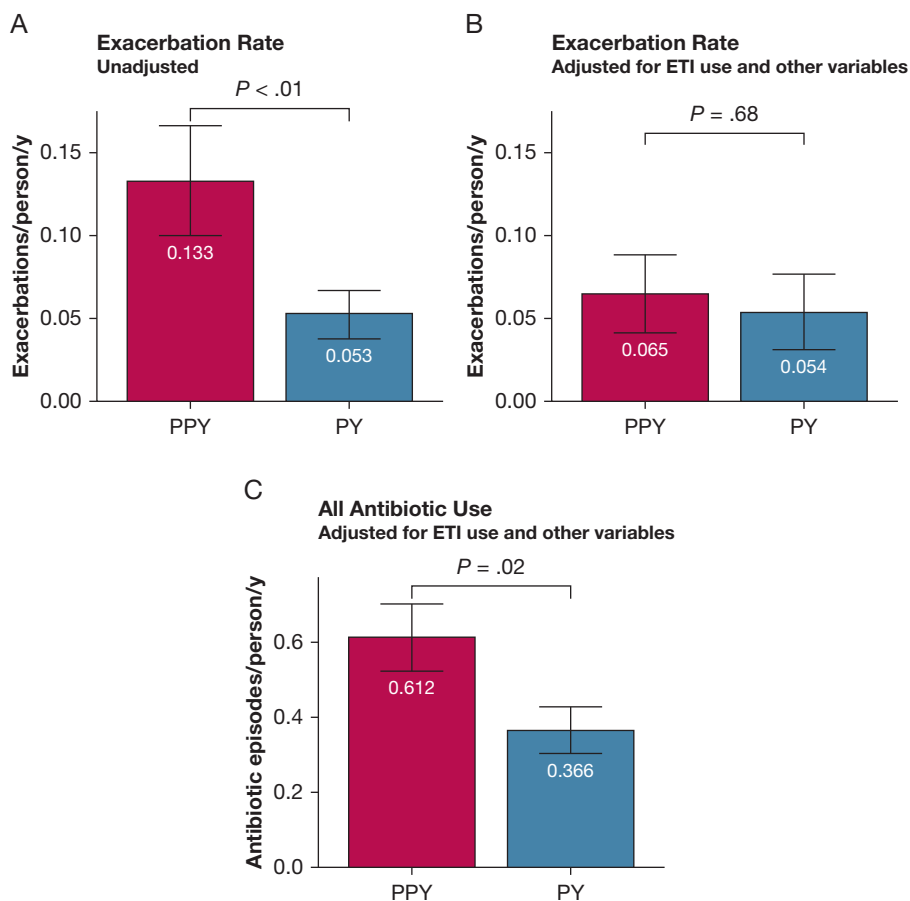 A
Exacerbation Rate
Unadjusted
P < .01
Exacerbations/person/y
0.15
0.10
0.05
0.00
0.133
0.053
PPY
PY
B
Exacerbation Rate
Adjusted for ETI use and other variables
P = .68
Exacerbations/person/y
0.15
0.10
0.05
0.00
0.065
0.054
PPY
PY
C
All Antibiotic Use
Adjusted for ETI use and other variables
P = .02
Antibiotic episodes/person/y
0.6
0.4
0.2
0.0
0.612
0.366
PPY
PY